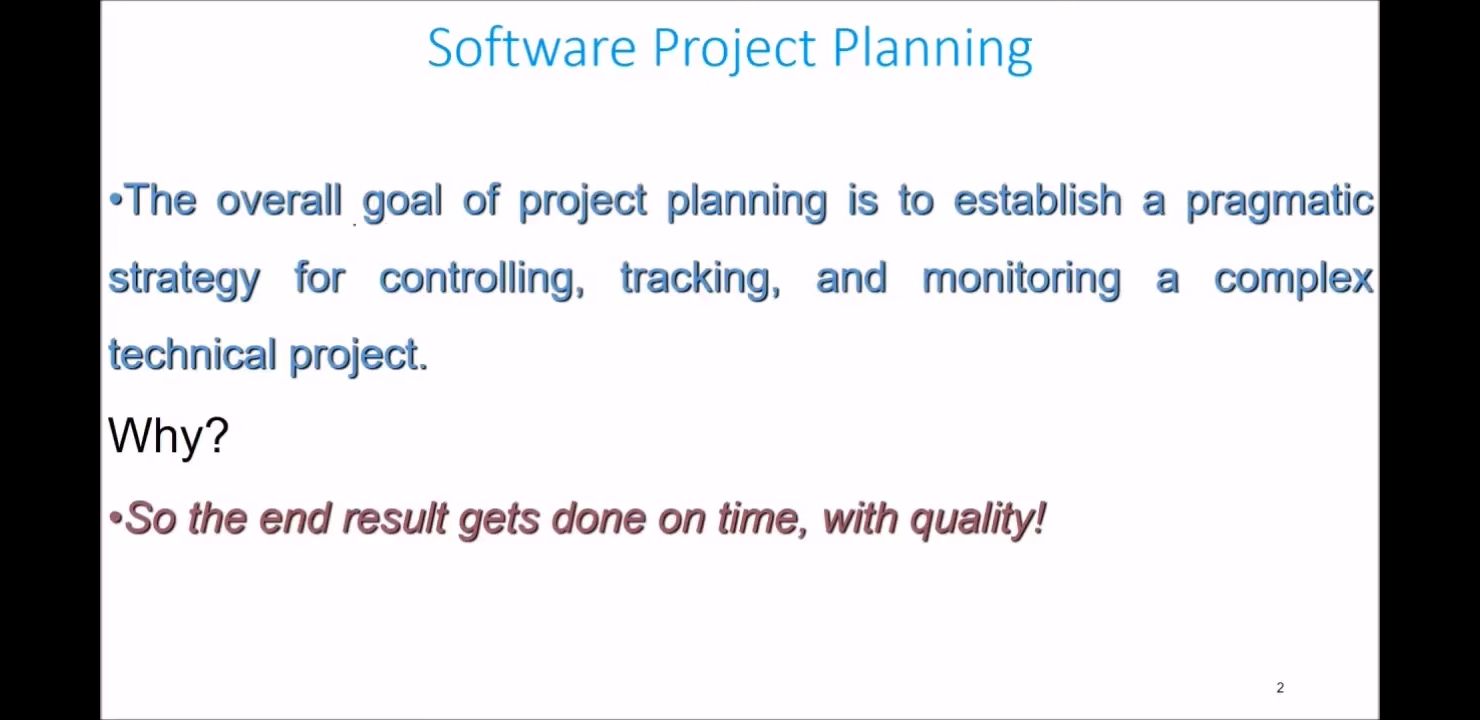 Software Project Planning
•The overall goal of project planning is to establish a pragmatic
strategy for controlling, tracking, and monitoring a complex
technical project.
Why?
•So the end result gets done on time, with quality!
2